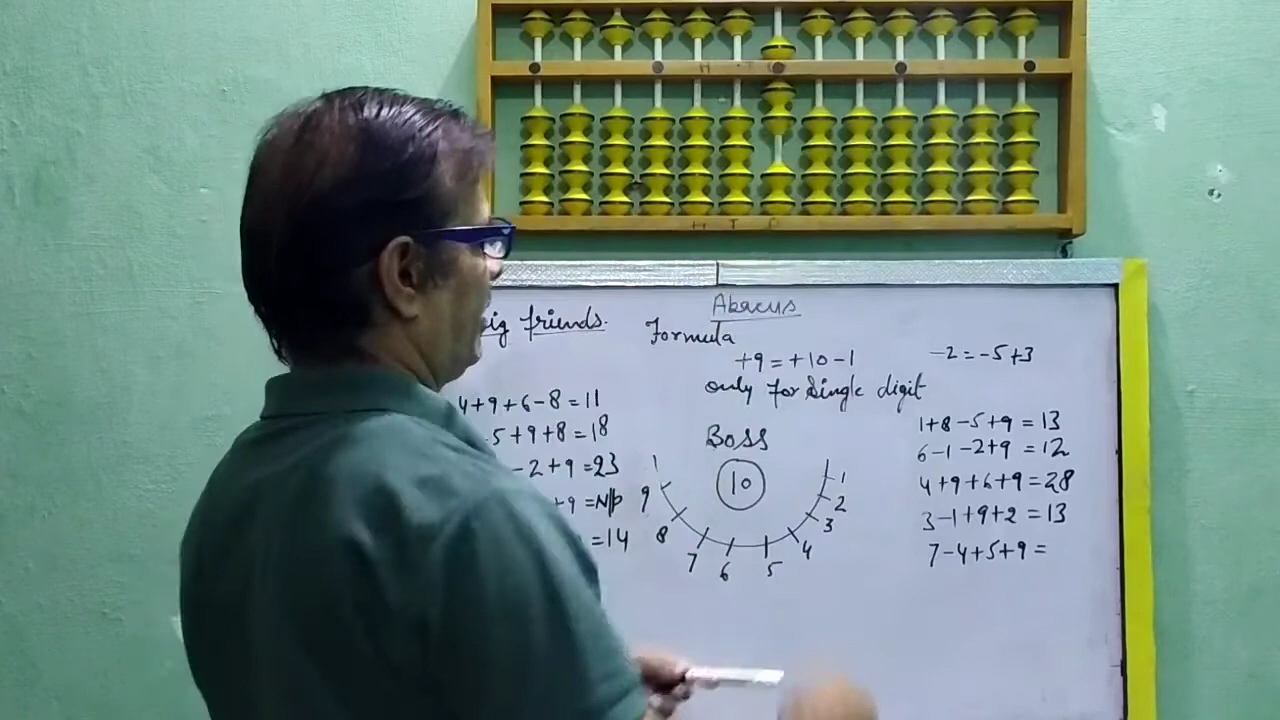 H T O
H T O
Abacus
Big friends.
Formula
+9 = +10 - 1
-2 = -5 + 3
only for Single digit
4 + 9 + 6 - 8 = 11
5 + 9 + 8 = 18
- 2 + 9 = 23
+ 9 = N/P
= 14
BOSS
10
1
9
8
7
6
5
4
3
2
1
1 + 8 - 5 + 9 = 13
6 - 1 - 2 + 9 = 12
4 + 9 + 6 + 9 = 28
3 - 1 + 9 + 2 = 13
7 - 4 + 5 + 9 =